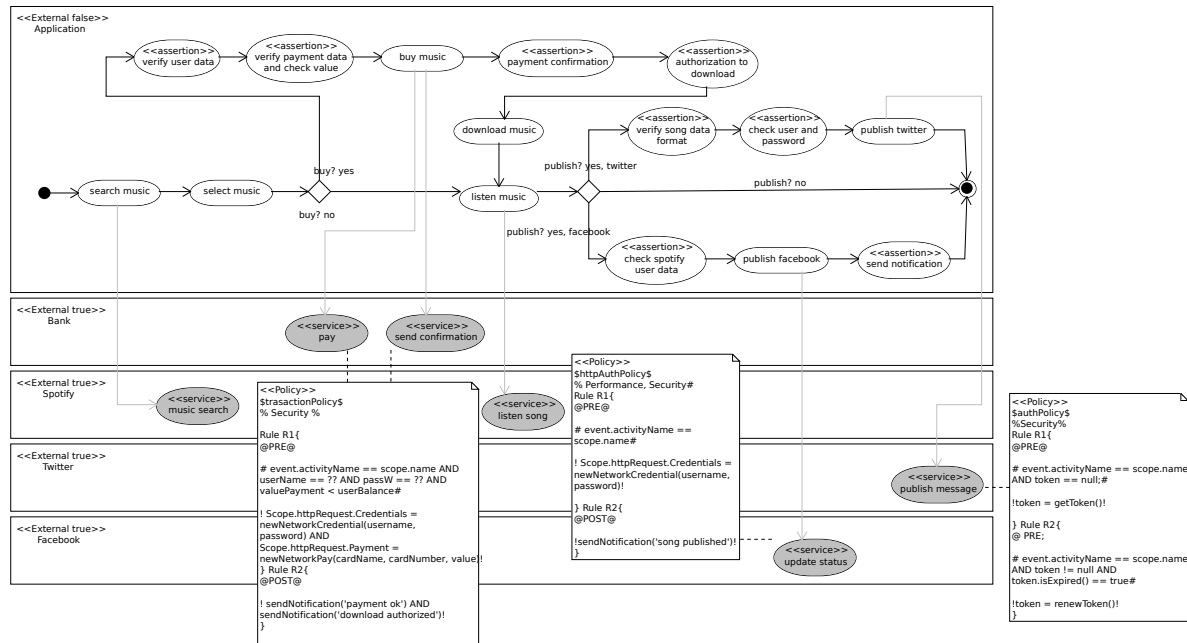 <<External false>>
Application
<<assertion>>
verify user data
<<assertion>>
verify payment data
and check value
buy music
<<assertion>>
payment confirmation
<<assertion>>
authorization to
download
download music
<<assertion>>
verify song data
format
<<assertion>>
check user and
password
publish twitter
buy? yes
publish? yes, twitter
search music
select music
listen music
publish? no
buy? no
publish? yes, facebook
<<assertion>>
check spotify
user data
publish facebook
<<assertion>>
send notification
<<External true>>
Bank
<<service>>
pay
<<service>>
send confirmation
<<External true>>
Spotify
<<service>>
music search
<<service>>
listen song
<<External true>>
Twitter
<<service>>
publish message
<<External true>>
Facebook
<<service>>
update status
<<Policy>>
$trasactionPolicy$
% Security %
Rule R1{
@PRE@
# event.activityName == scope.name AND
userName == ?? AND passW == ?? AND
valuePayment < userBalance#
! Scope.httpRequest.Credentials =
newNetworkCredential(username,
password) AND
Scope.httpRequest.Payment =
newNetworkPay(cardName, cardNumber, value)!
} Rule R2{
@POST@
! sendNotification('payment ok') AND
sendNotification('download authorized')!
}
<<Policy>>
$httpAuthPolicy$
% Performance, Security#
Rule R1{
@PRE@
# event.activityName ==
scope.name#
! Scope.httpRequest.Credentials =
newNetworkCredential(username,
password)!
} Rule R2{
@POST@
!sendNotification('song published')!
}
<<Policy>>
$authPolicy$
%Security%
Rule R1{
@PRE@
# event.activityName == scope.name
AND token == null;#
!token = getToken()!
} Rule R2{
@ PRE;
# event.activityName == scope.name
AND token != null AND
token.isExpired() == true#
!token = renewToken()!
}